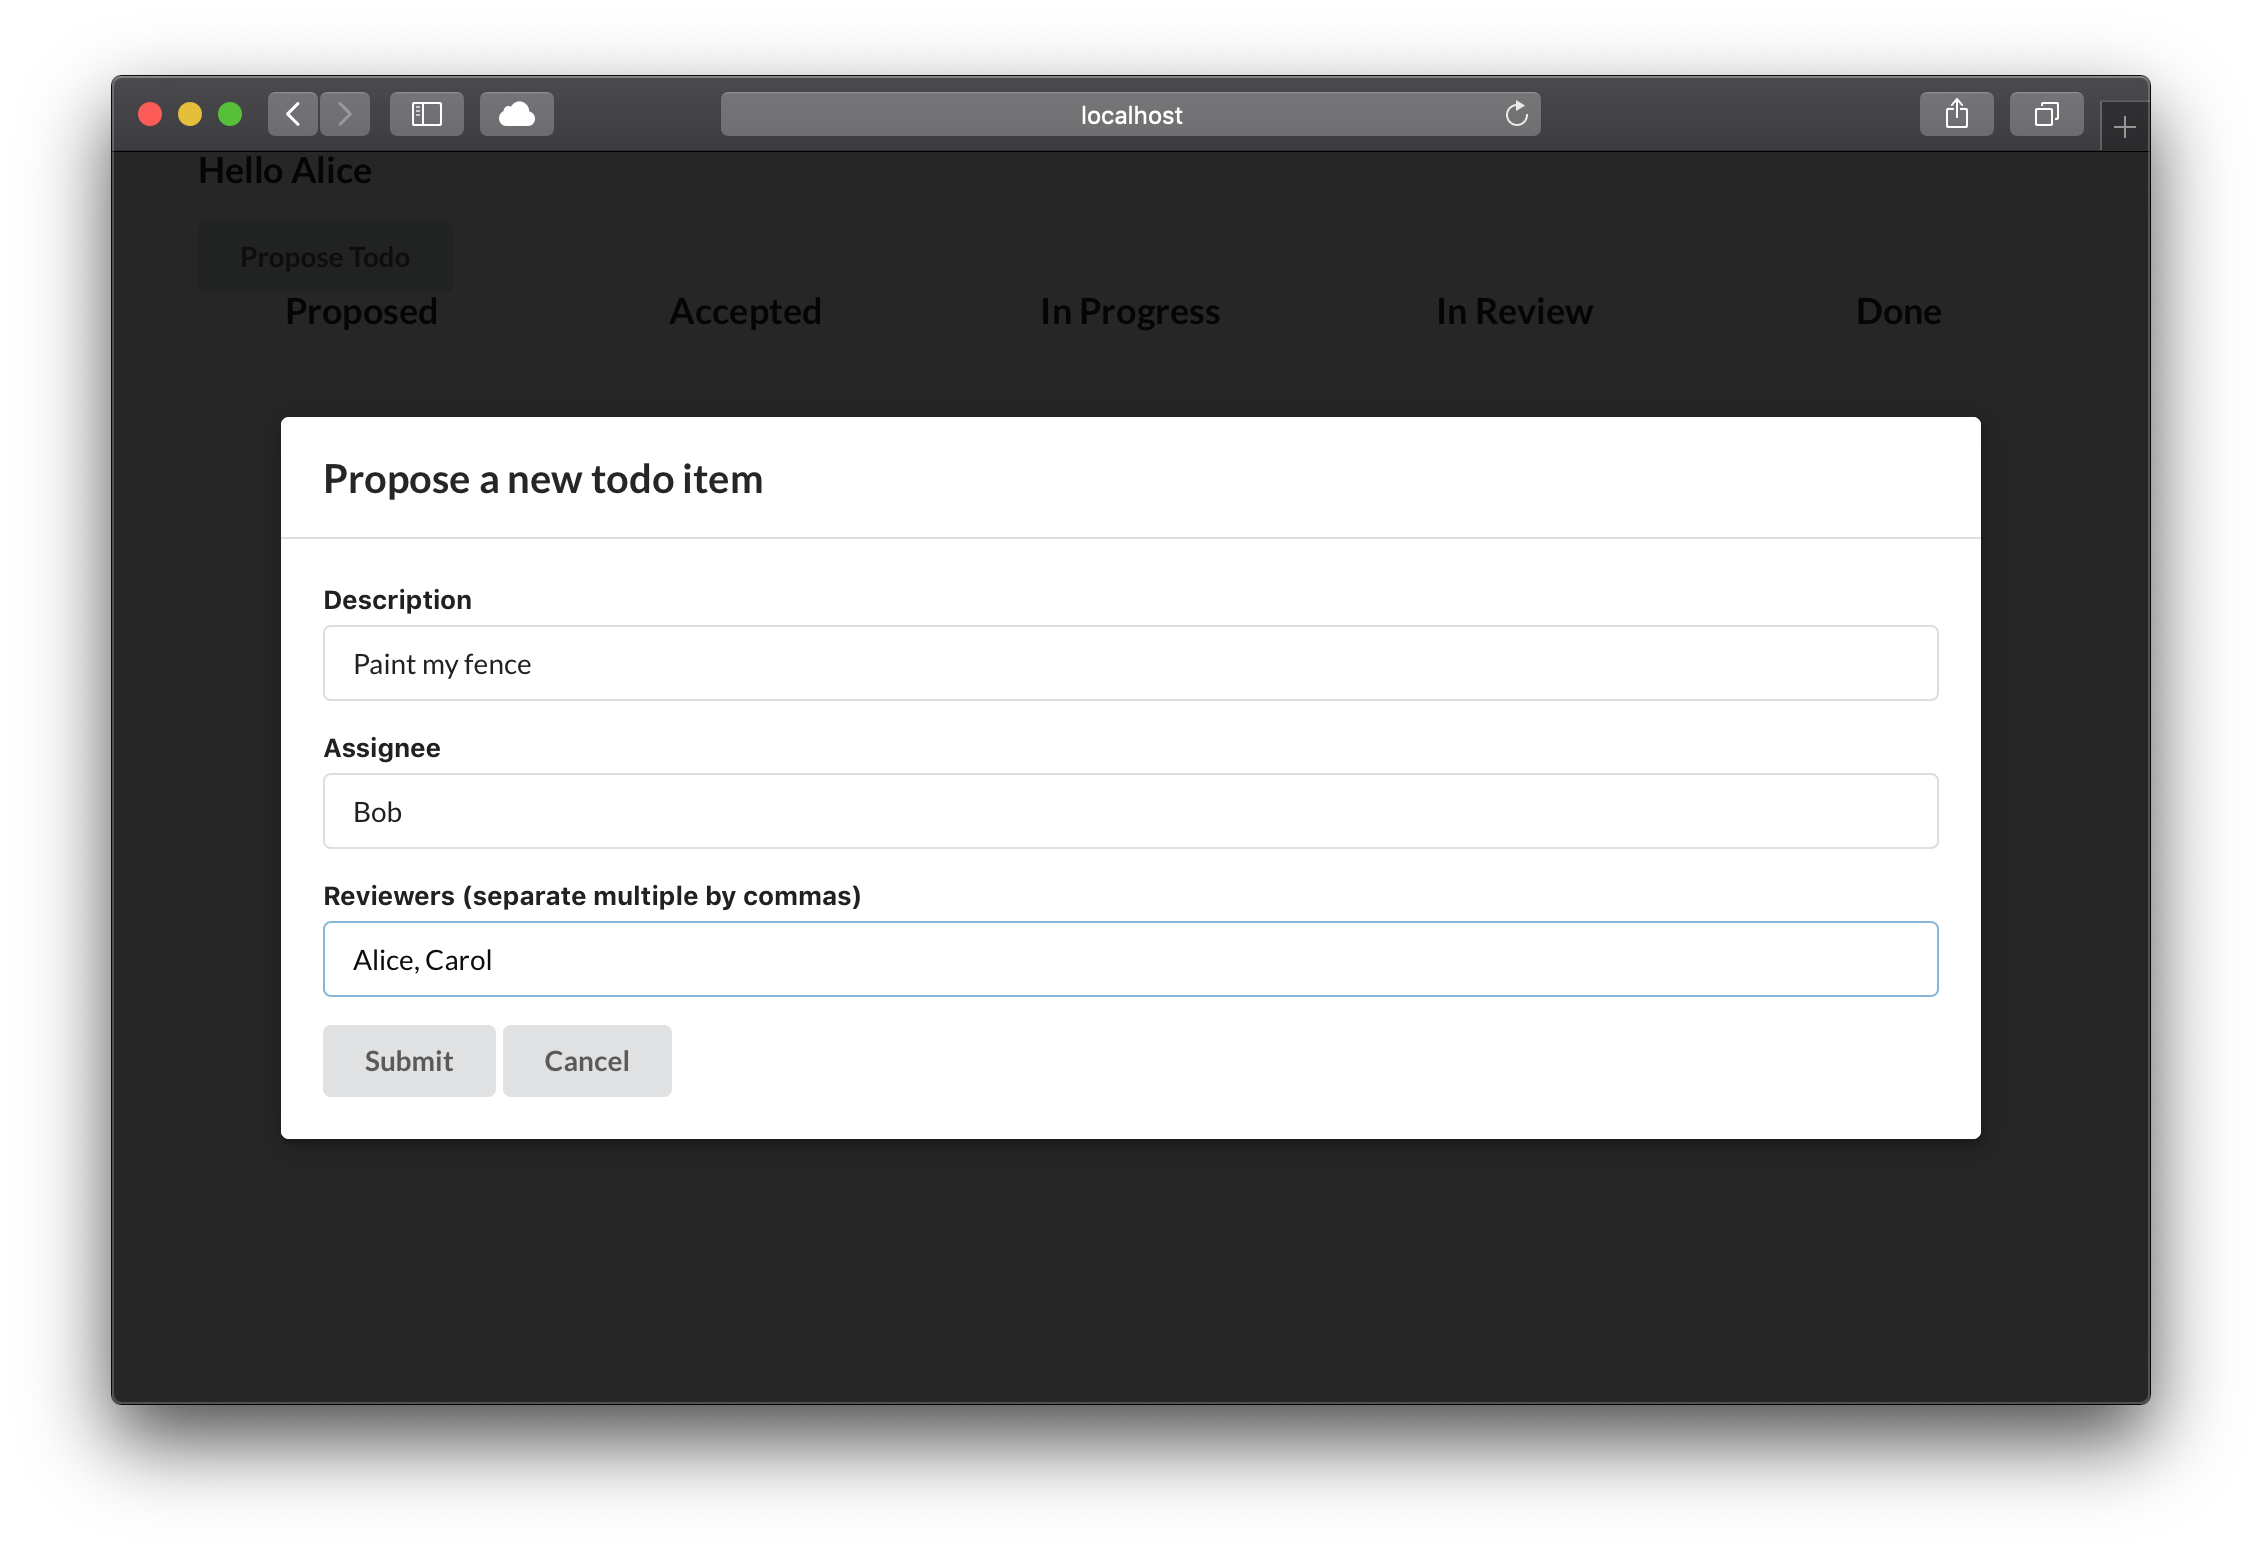 localhost
Hello Alice
Propose Todo
Proposed Accepted In Progress In Review Done
Propose a new todo item
Description
Paint my fence
Assignee
Bob
Reviewers (separate multiple by commas)
Alice, Carol
Submit Cancel